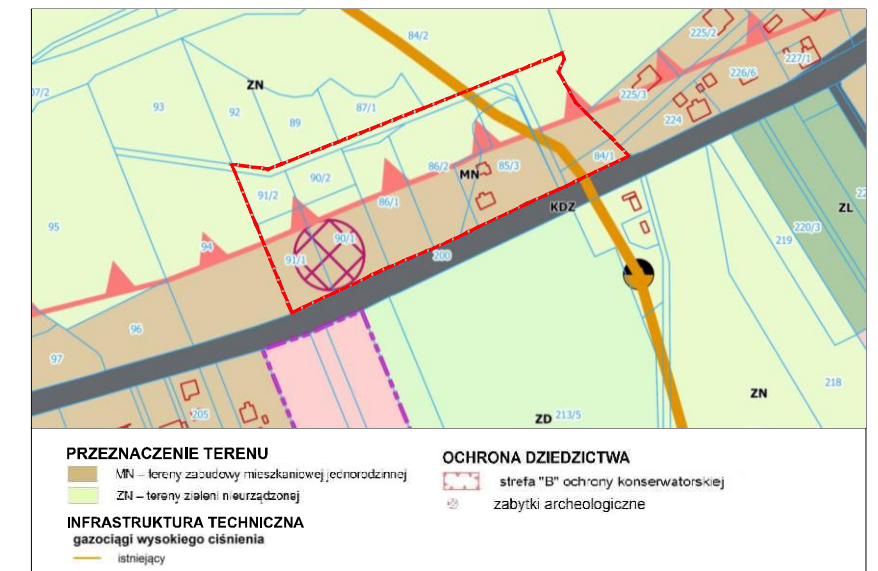 84/2
225/2
227/1
226/6
07/2
ZN
93
92
89
87/1
225/3
224
86/2
85/3
84/1
90/2
MN
91/2
86/1
KDZ
ZL
220/3
95
94
90/1
91/1
200
219
96
97
205
ZD
213/5
ZN
218
PRZEZNACZENIE TERENU
MN – tereny zabudowy mieszkaniowej jednorodzinnej
ZN – tereny zieleni nieurządzonej
INFRASTRUKTURA TECHNICZNA
gazociągi wysokiego ciśnienia
istniejący
OCHRONA DZIEDZICTWA
strefa "B" ochrony konserwatorskiej
zabytki archeologiczne